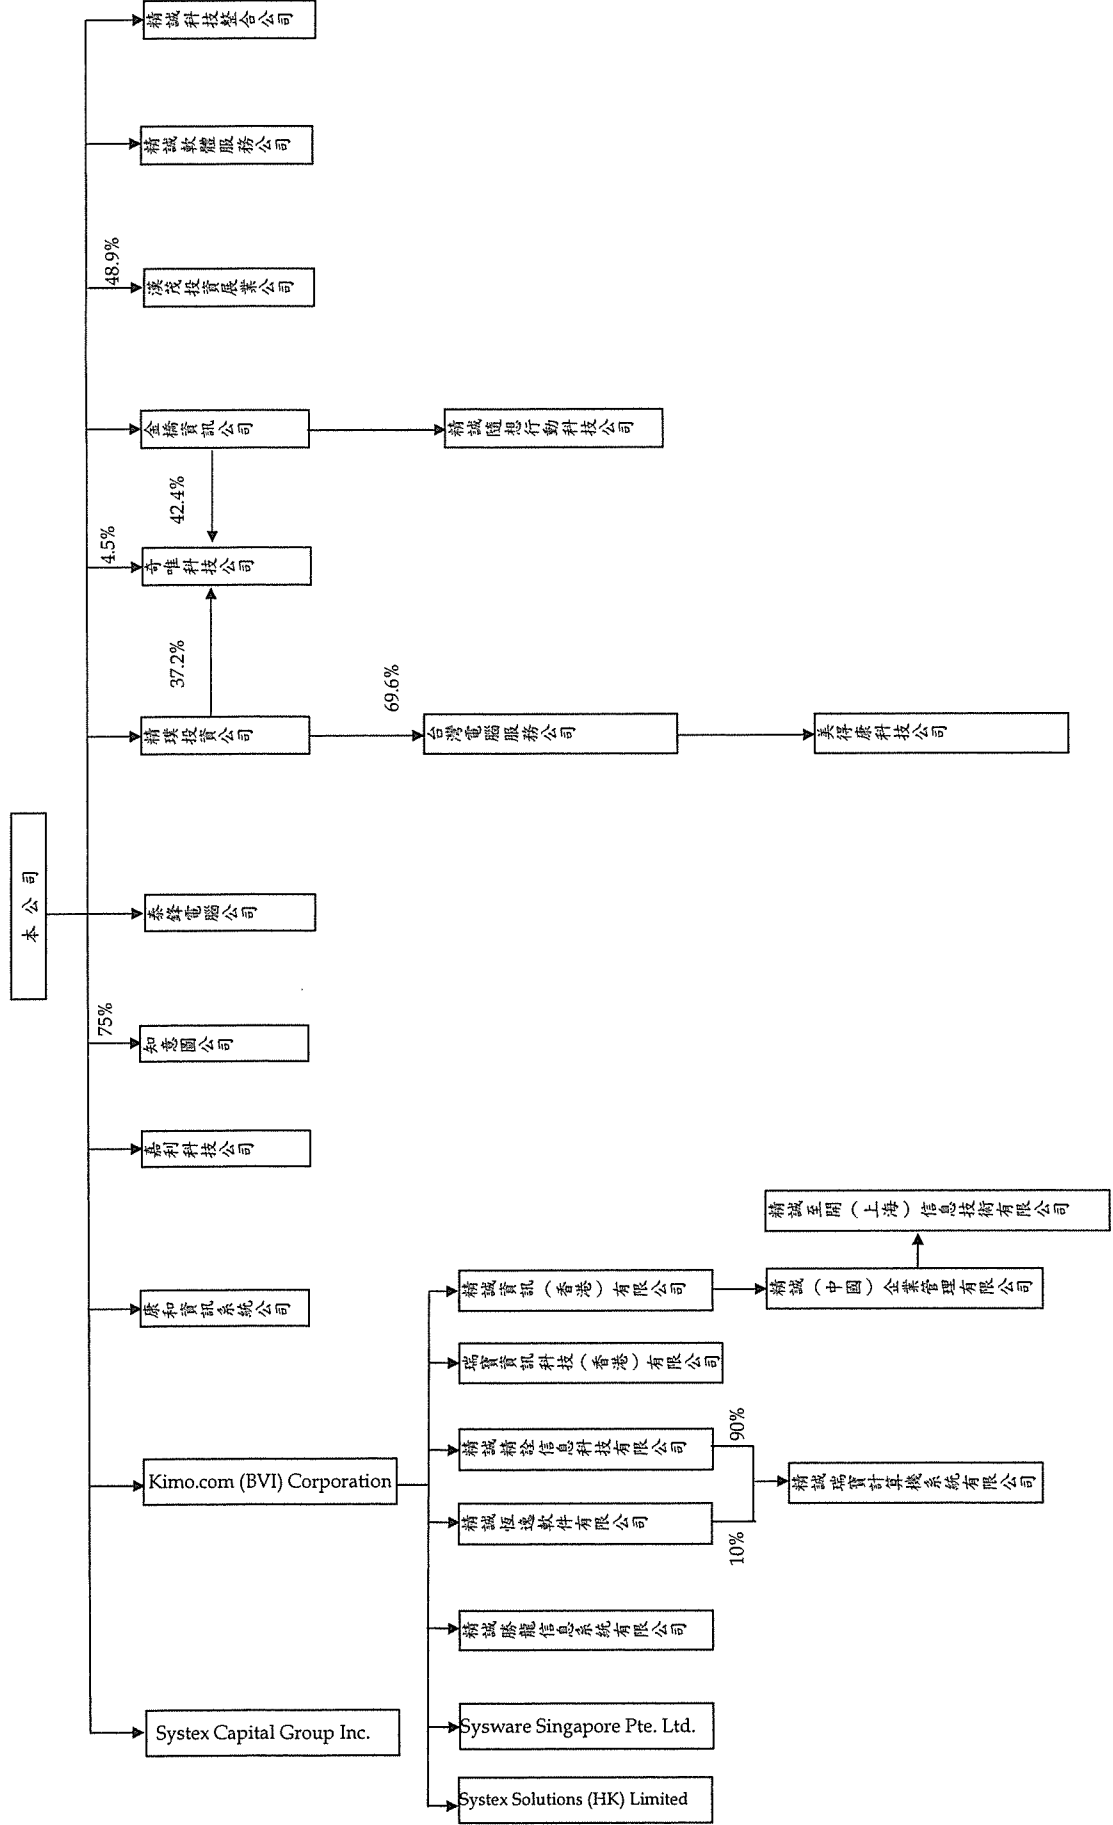 本公司
精誠科技整合公司
精誠軟體服務公司
48.9%
漢茂投資展業公司
金橋資訊公司
精誠隨想行動科技公司
42.4%
4.5%
奇唯科技公司
37.2%
精璞投資公司
69.6%
台灣電腦服務公司
美得康科技公司
泰鋒電腦公司
75%
知意圖公司
嘉利科技公司
康和資訊系統公司
Kimo.com (BVI) Corporation
Systex Capital Group Inc.
精誠資訊（香港）有限公司
精誠（中國）企業管理有限公司
精誠至開（上海）信息技術有限公司
瑞寶資訊科技（香港）有限公司
精誠精詮信息科技有限公司
90%
精誠恆逸軟件有限公司
10%
精誠瑞寶計算機系統有限公司
精誠勝龍信息系統有限公司
Sysware Singapore Pte. Ltd.
Systex Solutions (HK) Limited